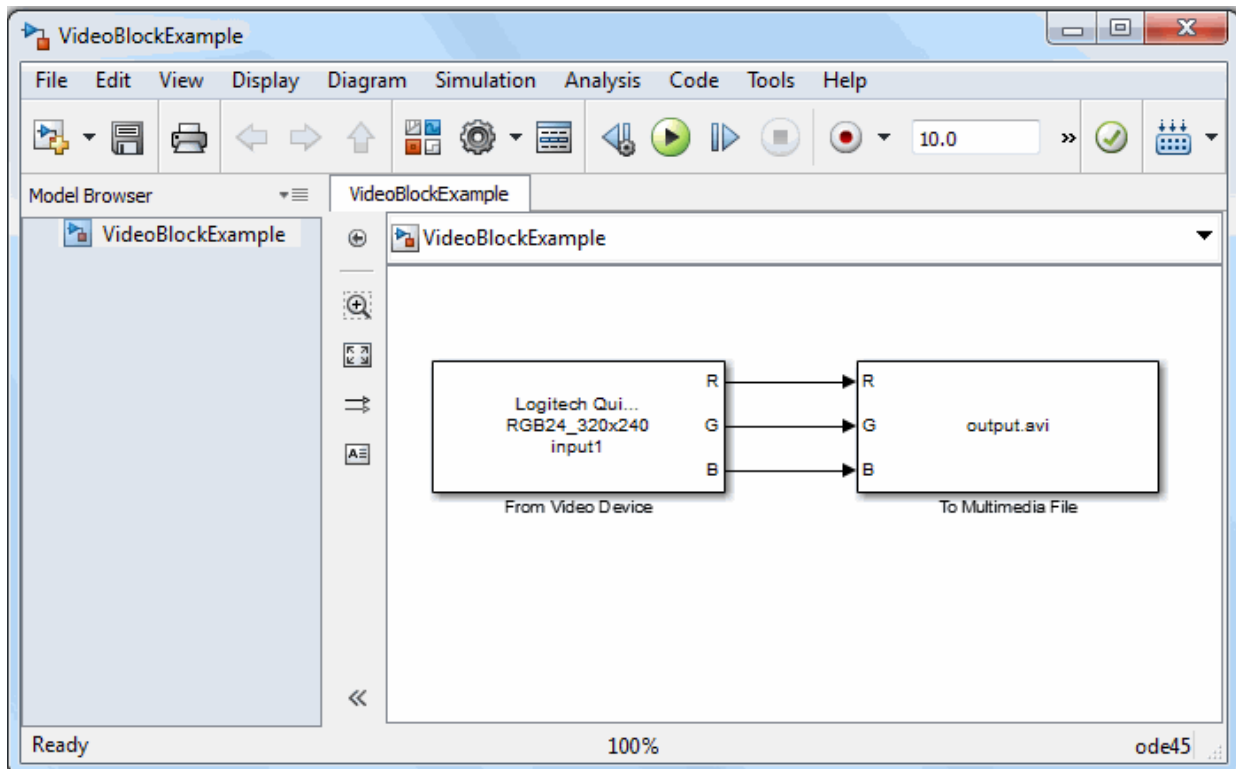 VideoBlockExample
File Edit View Display Diagram Simulation Analysis Code Tools Help
10.0 »
Model Browser
VideoBlockExample
VideoBlockExample
VideoBlockExample
Logitech Qui...
RGB24_320x240
input1
R
G
B
From Video Device
R
G
B
output.avi
To Multimedia File
Ready 100% ode45